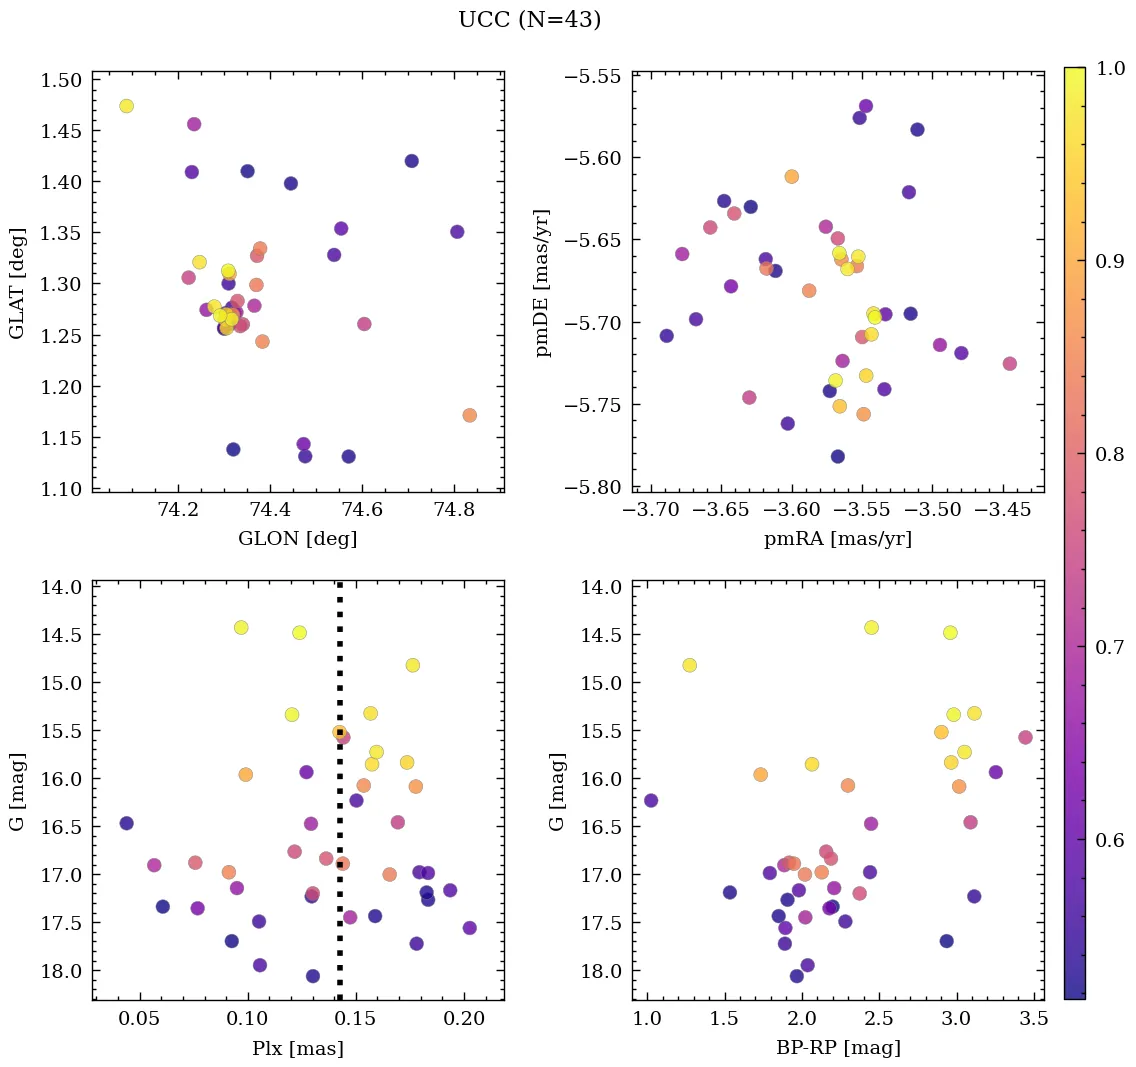 UCC (N=43)
1.50
1.45
1.40
1.35
1.30
1.25
1.20
1.15
1.10
GLAT [deg]
74.2 74.4 74.6 74.8
GLON [deg]
−5.55
−5.60
−5.65
−5.70
−5.75
−5.80
pmDE [mas/yr]
−3.70 −3.65 −3.60 −3.55 −3.50 −3.45
pmRA [mas/yr]
14.0
14.5
15.0
15.5
16.0
16.5
17.0
17.5
18.0
G [mag]
0.05 0.10 0.15 0.20
Plx [mas]
14.0
14.5
15.0
15.5
16.0
16.5
17.0
17.5
18.0
G [mag]
1.0 1.5 2.0 2.5 3.0 3.5
BP-RP [mag]
1.0
0.9
0.8
0.7
0.6